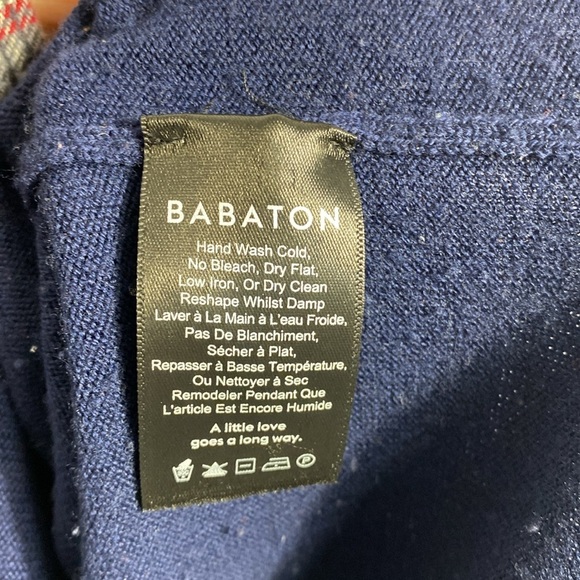 BABATON
Hand Wash Cold,
No Bleach, Dry Flat,
Low Iron, Or Dry Clean
Reshape Whilst Damp
Laver à La Main à L'eau Froide,
Pas De Blanchiment,
Sécher à Plat,
Repasser à Basse Température,
Ou Nettoyer à Sec
Remodeler Pendant Que
L'article Est Encore Humide
A little love
goes a long way.
P